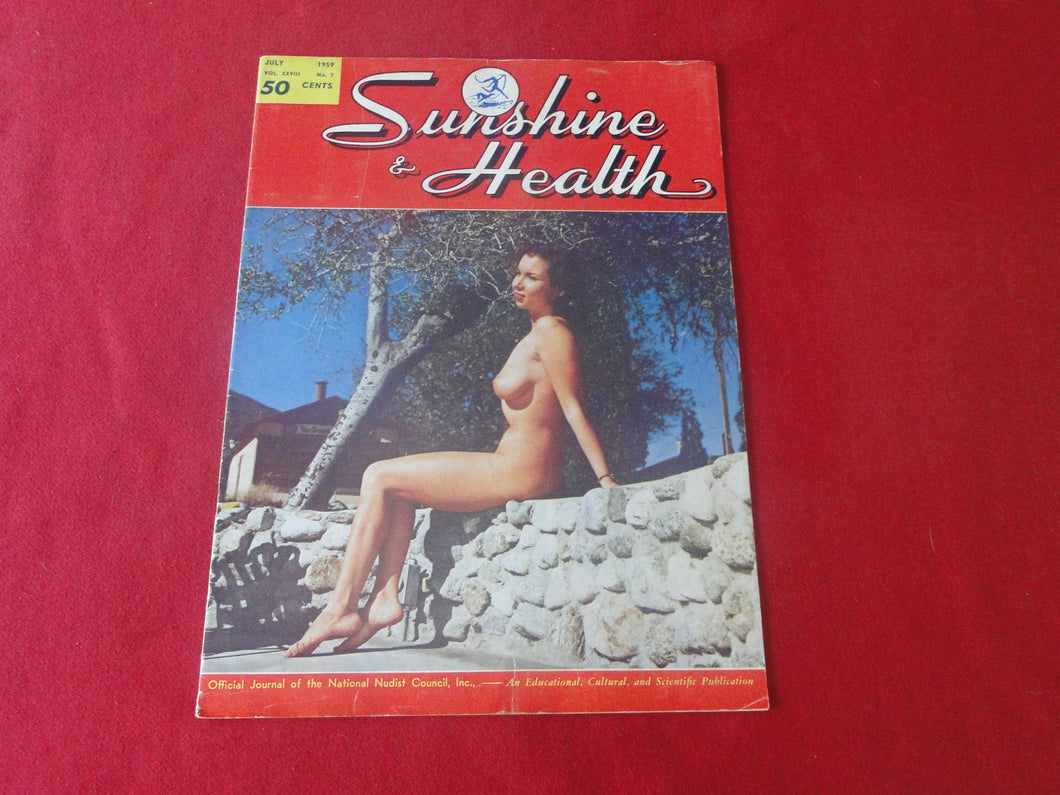 JULY 1959
VOL. XXVIII No. 7
50 CENTS
Sunshine
& Health
Official Journal of the National Nudist Council, Inc., — An Educational, Cultural, and Scientific Publication